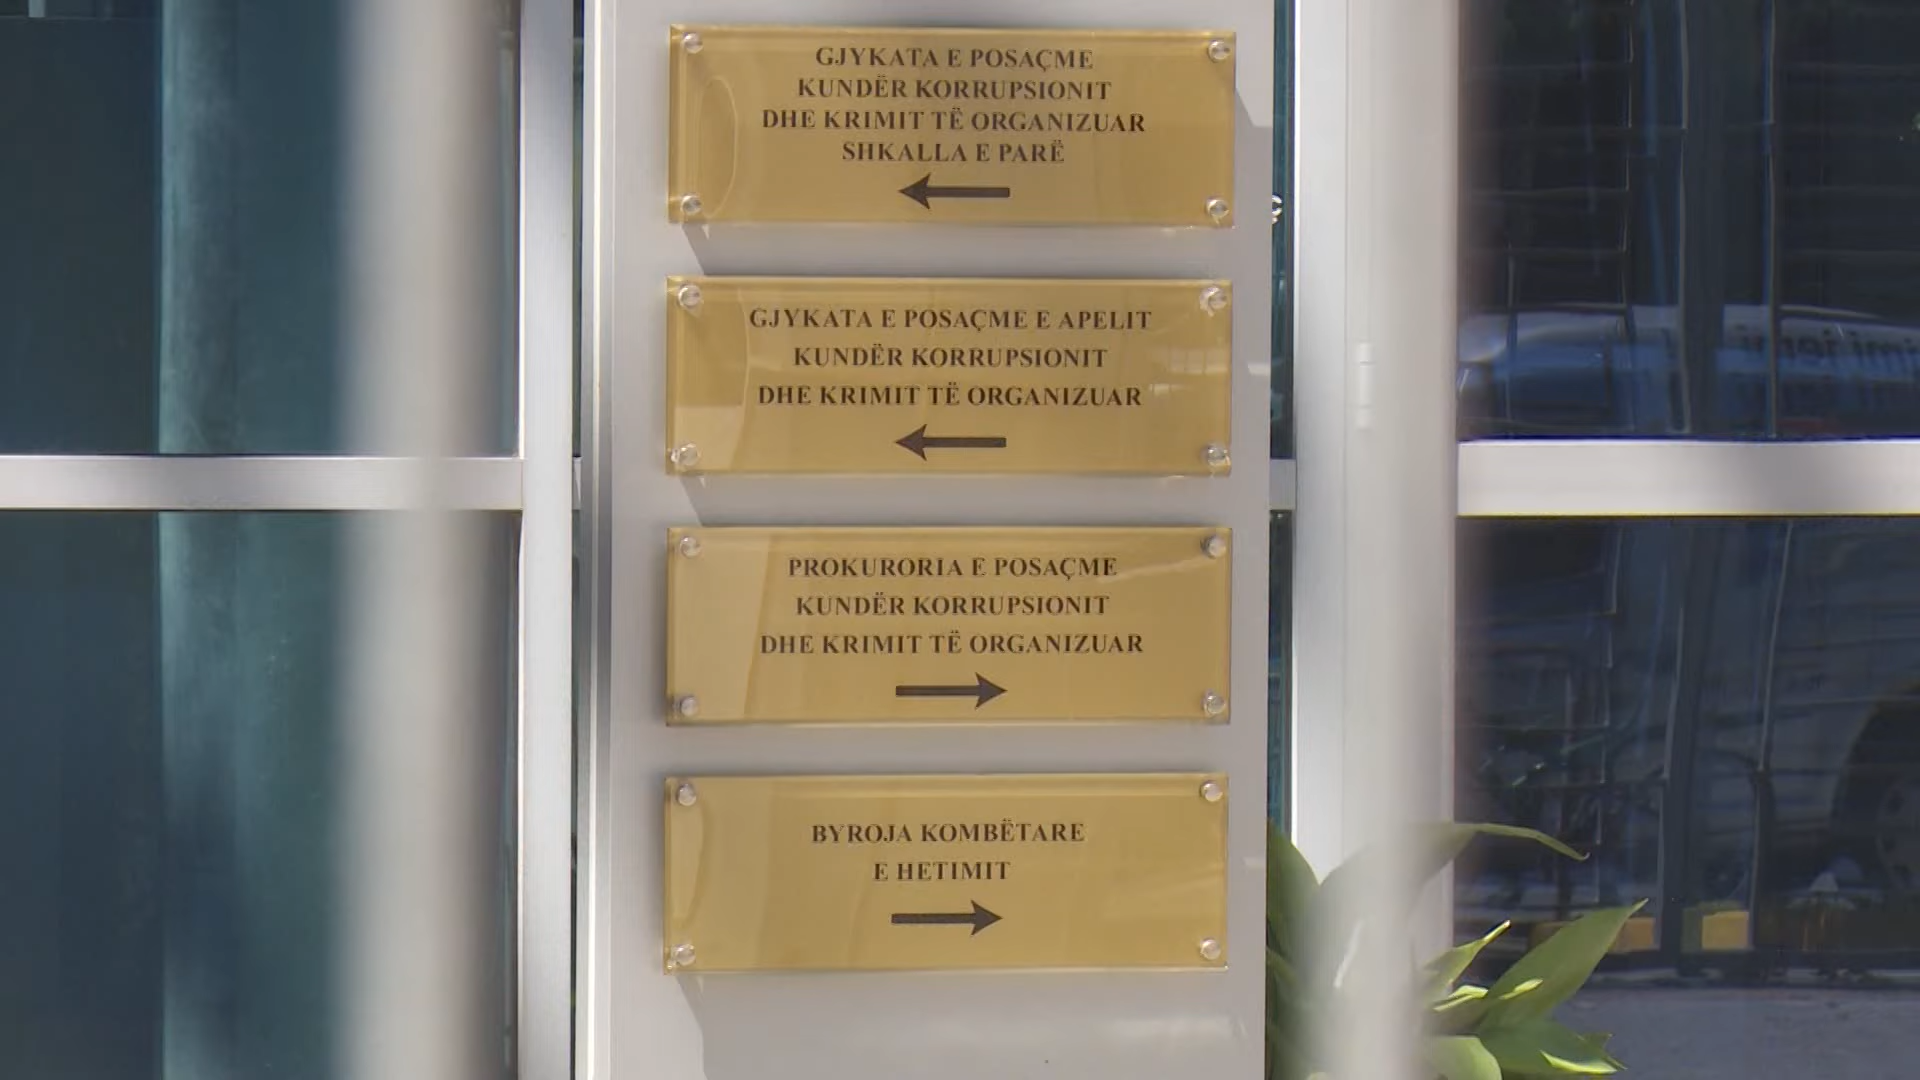 GJYKATA E POSAÇME
KUNDËR KORRUPSIONIT
DHE KRIMIT TË ORGANIZUAR
SHKALLA E PARË
GJYKATA E POSAÇME E APELIT
KUNDËR KORRUPSIONIT
DHE KRIMIT TË ORGANIZUAR
PROKURORIA E POSAÇME
KUNDËR KORRUPSIONIT
DHE KRIMIT TË ORGANIZUAR
BYROJA KOMBËTARE
E HETIMIT